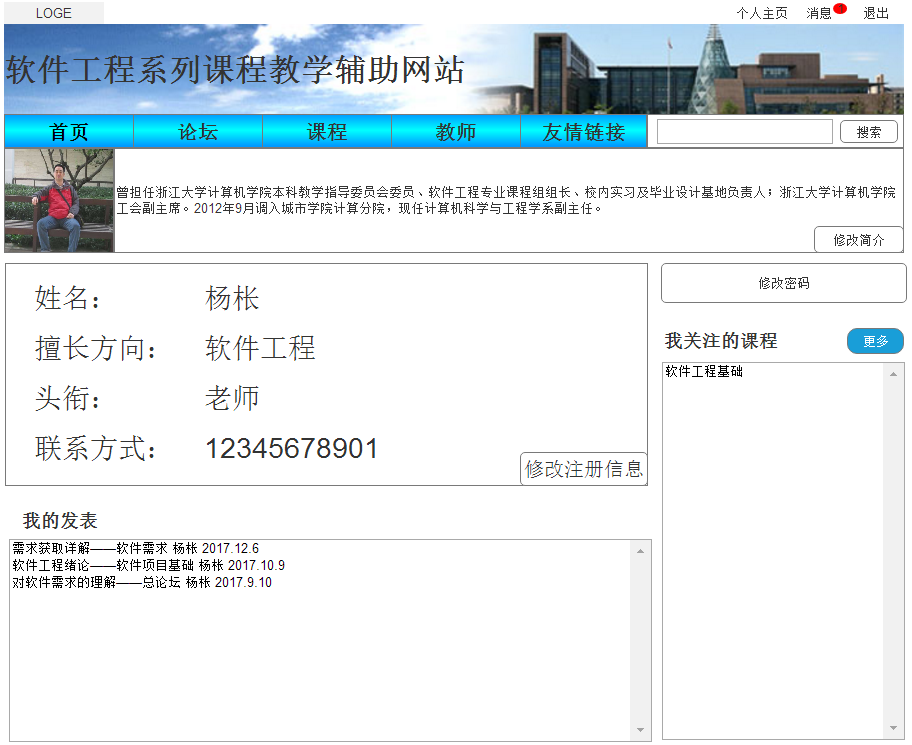 LOGE
个人主页 消息 退出
软件工程系列课程教学辅助网站
首页 论坛 课程 教师 友情链接 搜索
曾担任浙江大学计算机学院本科教学指导委员会委员、软件工程专业课程组组长、校内实习及毕业设计基地负责人；浙江大学计算机学院
工会副主席。2012年9月调入城市学院计算分院，现任计算机科学与工程学系副主任。
修改简介
姓名： 杨枨
擅长方向： 软件工程
头衔： 老师
联系方式： 12345678901
修改注册信息
修改密码
我关注的课程 更多
软件工程基础
我的发表
需求获取详解——软件需求 杨枨 2017.12.6
软件工程绪论——软件项目基础 杨枨 2017.10.9
对软件需求的理解——总论坛 杨枨 2017.9.10